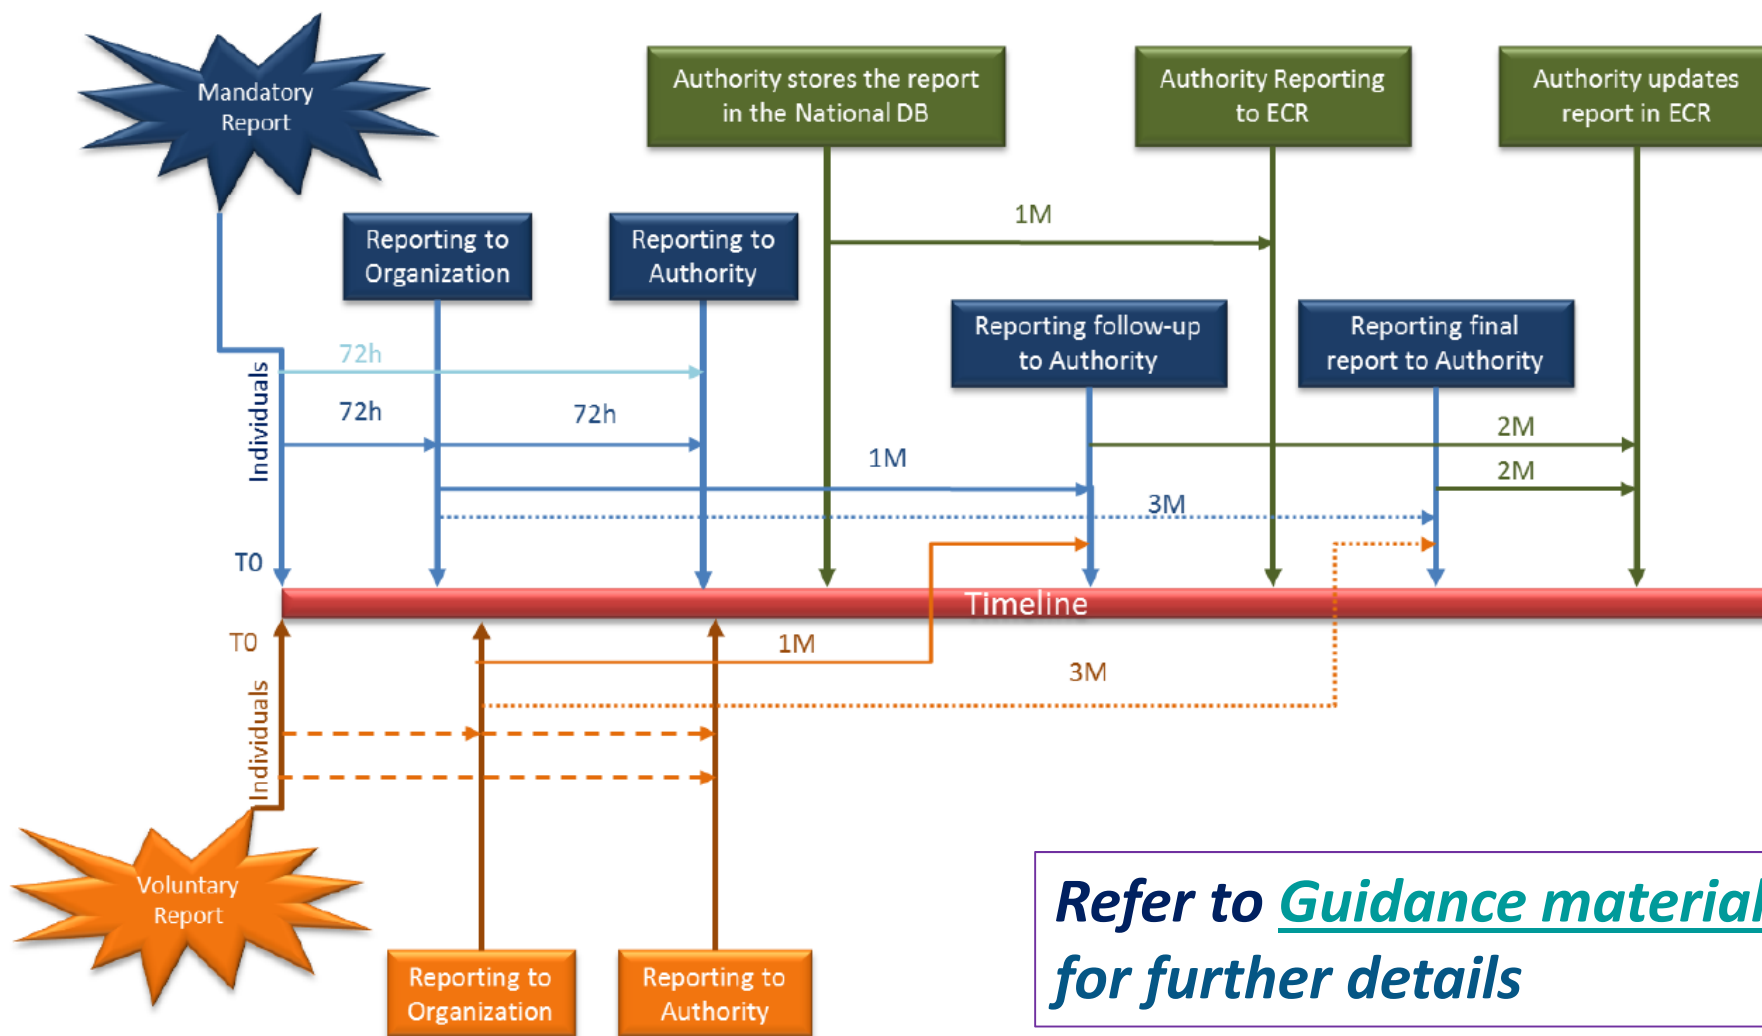 Mandatory
Report
Authority stores the report
in the National DB
Authority Reporting
to ECR
Authority updates
report in ECR
1M
Reporting to
Organization
Reporting to
Authority
Reporting follow-up
to Authority
Reporting final
report to Authority
Individuals
72h
72h
72h
2M
1M
2M
3M
T0
Timeline
T0
1M
3M
Individuals
Voluntary
Report
Reporting to
Organization
Reporting to
Authority
Refer to Guidance material
for further details